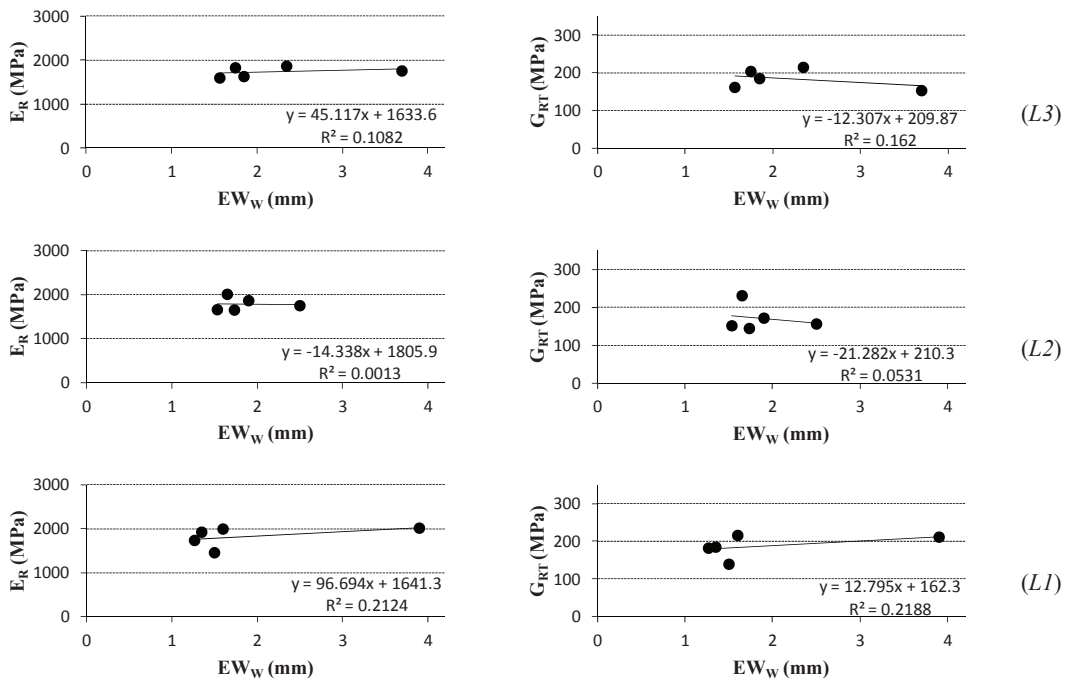 E_R (MPa)
3000
2000
1000
0
y = 45.117x + 1633.6
R² = 0.1082
0 1 2 3 4
EW_W (mm)
G_RT (MPa)
300
200
100
0
y = -12.307x + 209.87
R² = 0.162
0 1 2 3 4
EW_W (mm)
(L3)
E_R (MPa)
3000
2000
1000
0
y = -14.338x + 1805.9
R² = 0.0013
0 1 2 3 4
EW_W (mm)
G_RT (MPa)
300
200
100
0
y = -21.282x + 210.3
R² = 0.0531
0 1 2 3 4
EW_W (mm)
(L2)
E_R (MPa)
3000
2000
1000
0
y = 96.694x + 1641.3
R² = 0.2124
0 1 2 3 4
EW_W (mm)
G_RT (MPa)
300
200
100
0
y = 12.795x + 162.3
R² = 0.2188
0 1 2 3 4
EW_W (mm)
(L1)